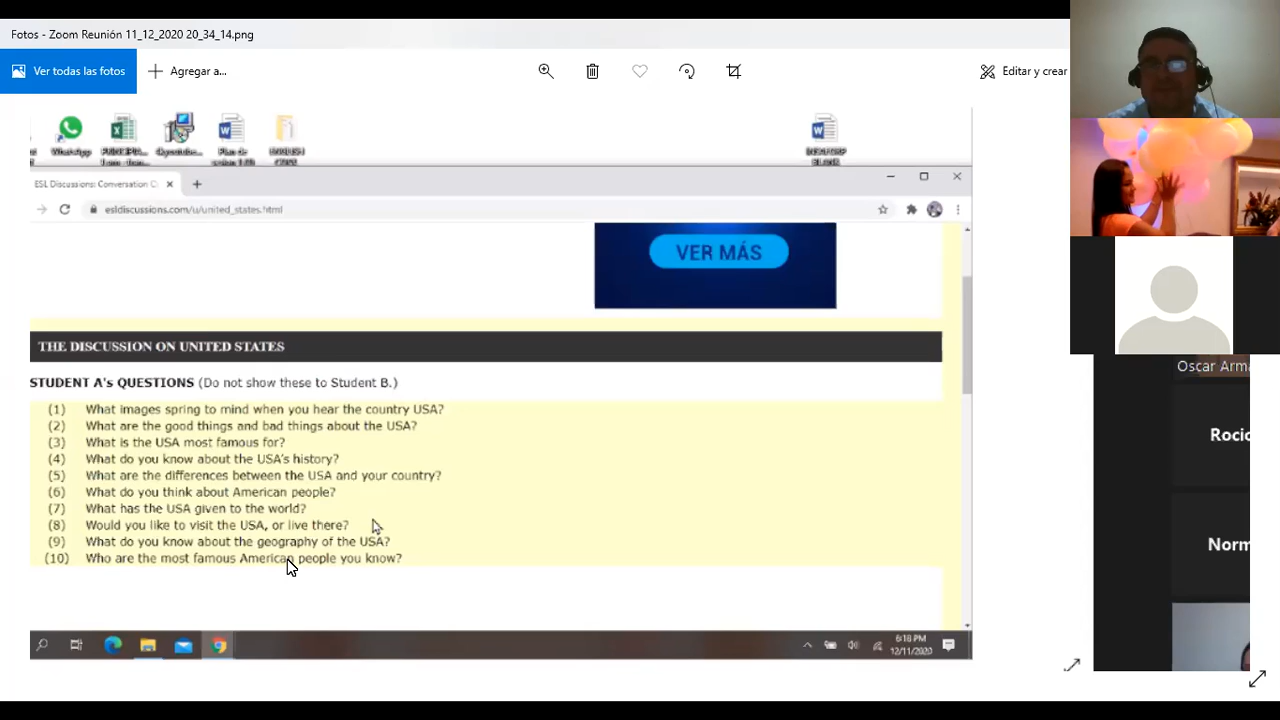 Fotos - Zoom Reunión 11_12_2020 20_34_14.png
Ver todas las fotos
Agregar a...
Editar y crear
WhatsApp
ESL Discussions: Conversation
esldiscussions.com/u/united_states.html
VER MÁS
THE DISCUSSION ON UNITED STATES
STUDENT A's QUESTIONS (Do not show these to Student B.)
(1) What images spring to mind when you hear the country USA?
(2) What are the good things and bad things about the USA?
(3) What is the USA most famous for?
(4) What do you know about the USA's history?
(5) What are the differences between the USA and your country?
(6) What do you think about American people?
(7) What has the USA given to the world?
(8) Would you like to visit the USA, or live there?
(9) What do you know about the geography of the USA?
(10) Who are the most famous American people you know?
Oscar Arma
Rocio
Norm
6:18 PM
12/11/2020